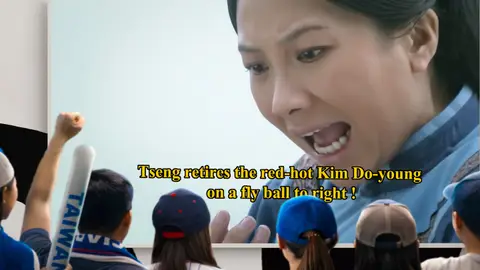 Tseng retires the red-hot Kim Do-young
on a fly ball to right !
TAIWAN